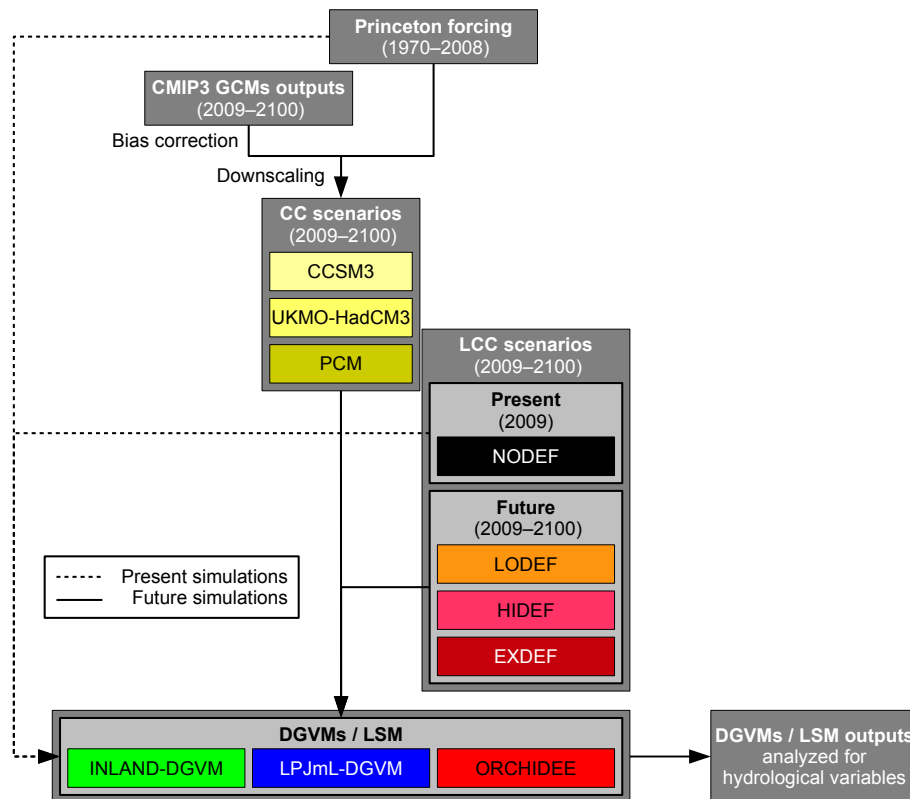 Princeton forcing
(1970–2008)
CMIP3 GCMs outputs
(2009–2100)
Bias correction
Downscaling
CC scenarios
(2009–2100)
CCSM3
UKMO-HadCM3
PCM
LCC scenarios
(2009–2100)
Present
(2009)
NODEF
Future
(2009–2100)
LODEF
HIDEF
EXDEF
Present simulations
Future simulations
DGVMs / LSM
INLAND-DGVM
LPJmL-DGVM
ORCHIDEE
DGVMs / LSM outputs
analyzed for
hydrological variables